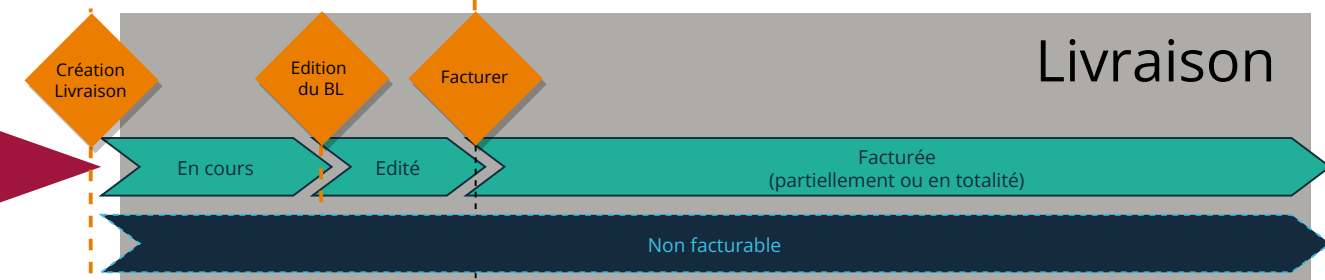 Livraison
Création
Livraison
Edition
du BL
Facturer
En cours
Edité
Facturée
(partiellement ou en totalité)
Non facturable